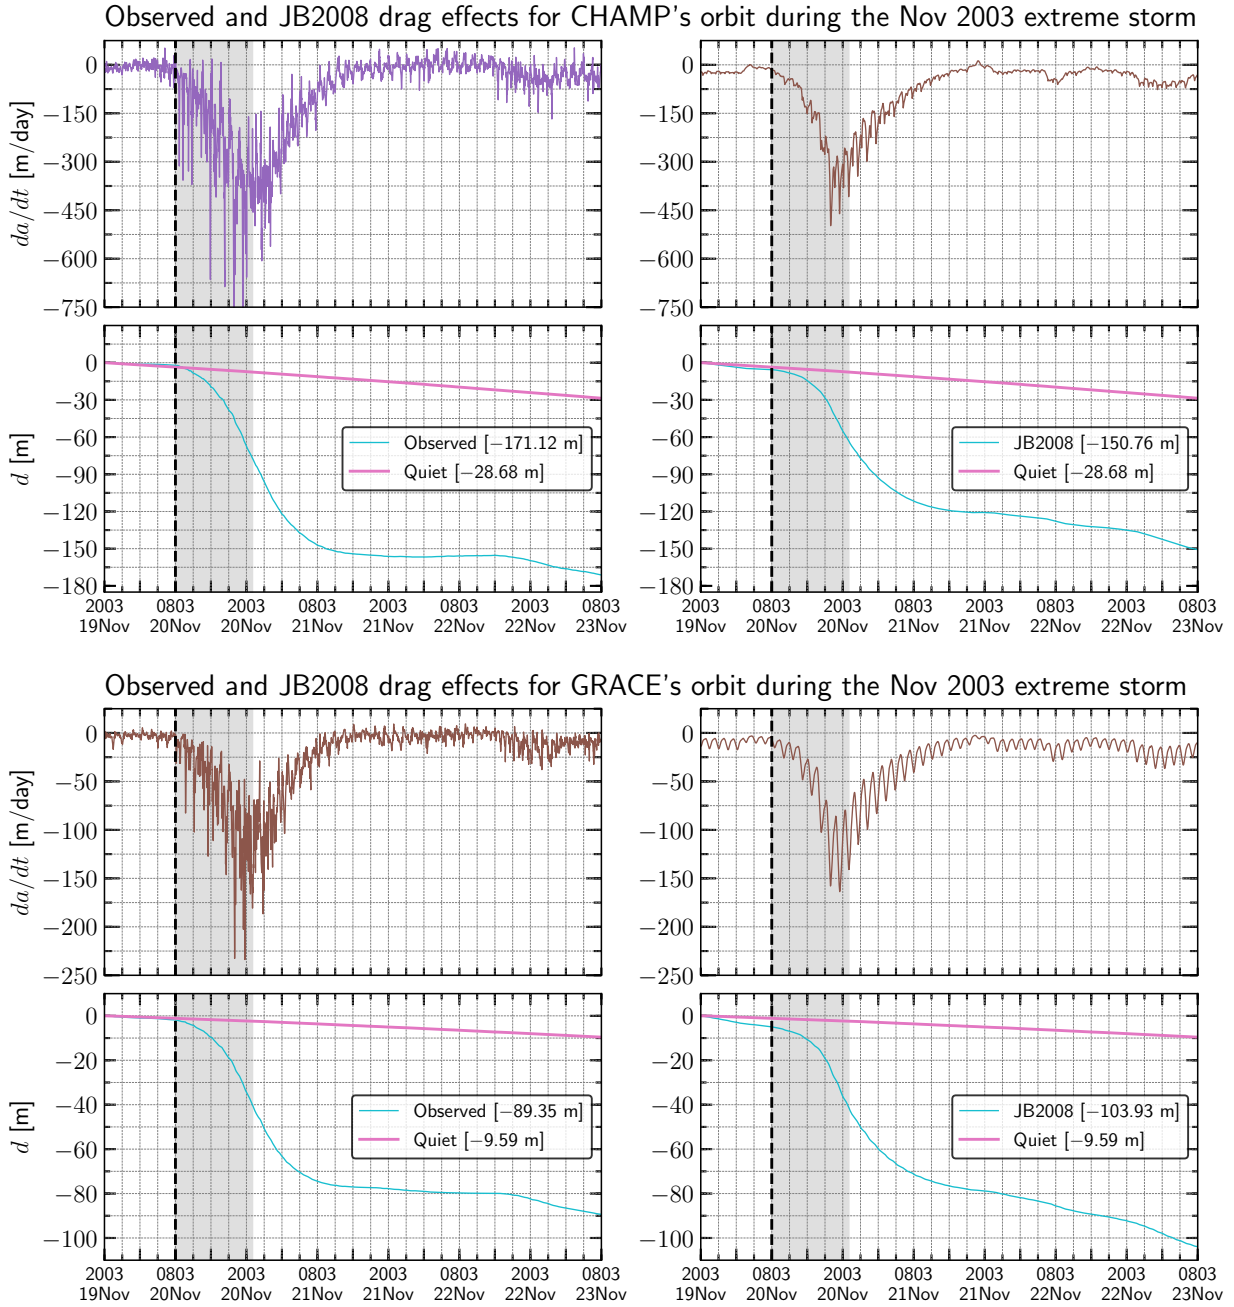 Observed and JB2008 drag effects for CHAMP's orbit during the Nov 2003 extreme storm
da/dt [m/day]
0
−150
−300
−450
−600
−750
0
−150
−300
−450
−600
−750
d [m]
0
−30
−60
−90
−120
−150
−180
Observed [−171.12 m]
Quiet [−28.68 m]
0
−30
−60
−90
−120
−150
−180
JB2008 [−150.76 m]
Quiet [−28.68 m]
2003 0803 2003 0803 2003 0803 2003 0803
19Nov 20Nov 20Nov 21Nov 21Nov 22Nov 22Nov 23Nov
2003 0803 2003 0803 2003 0803 2003 0803
19Nov 20Nov 20Nov 21Nov 21Nov 22Nov 22Nov 23Nov
Observed and JB2008 drag effects for GRACE's orbit during the Nov 2003 extreme storm
da/dt [m/day]
0
−50
−100
−150
−200
−250
0
−50
−100
−150
−200
−250
d [m]
0
−20
−40
−60
−80
−100
Observed [−89.35 m]
Quiet [−9.59 m]
0
−20
−40
−60
−80
−100
JB2008 [−103.93 m]
Quiet [−9.59 m]
2003 0803 2003 0803 2003 0803 2003 0803
19Nov 20Nov 20Nov 21Nov 21Nov 22Nov 22Nov 23Nov
2003 0803 2003 0803 2003 0803 2003 0803
19Nov 20Nov 20Nov 21Nov 21Nov 22Nov 22Nov 23Nov